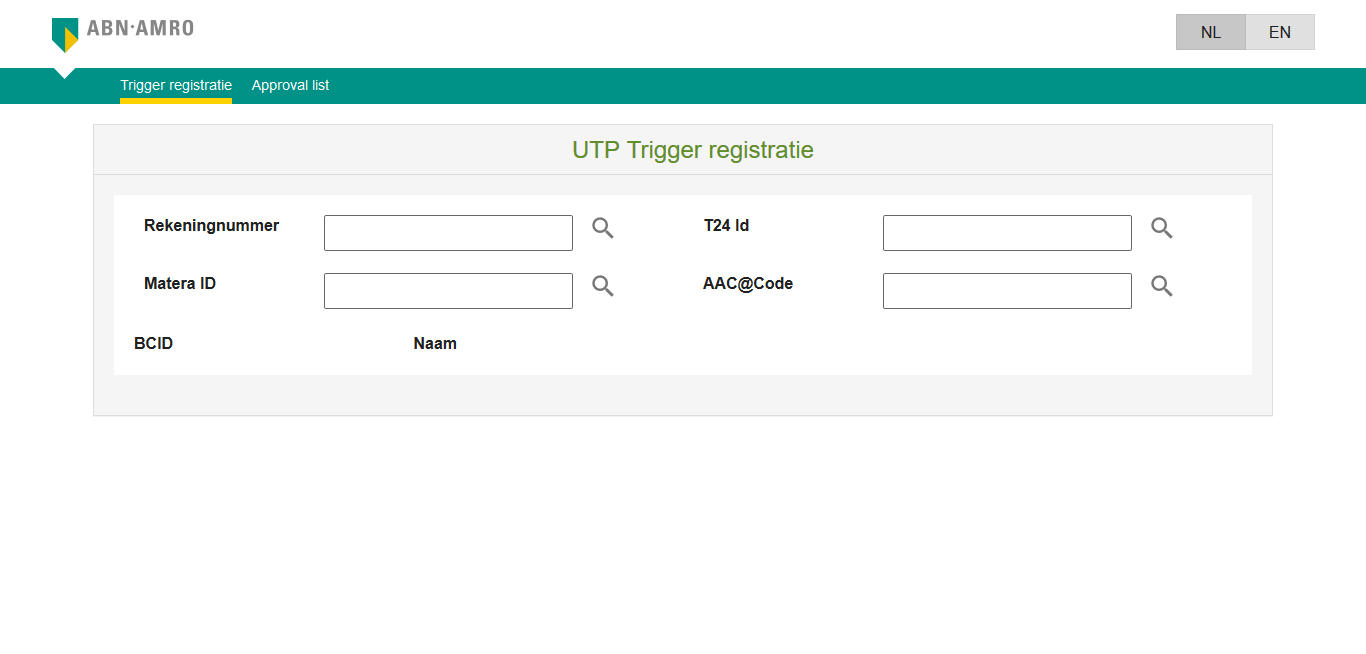 ABN·AMRO
NL EN
Trigger registratie Approval list
UTP Trigger registratie
Rekeningnummer T24 Id
Matera ID AAC@Code
BCID Naam